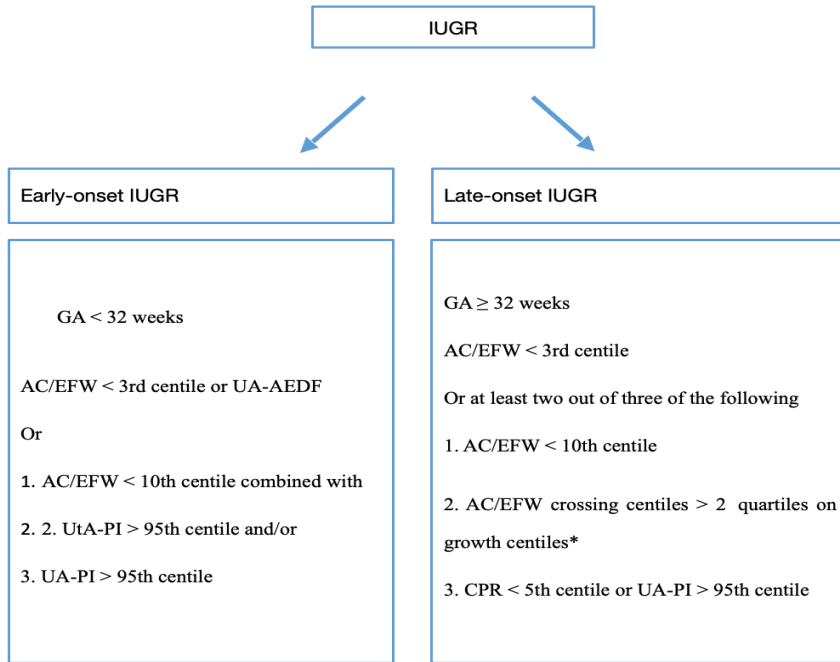 IUGR
Early-onset IUGR
GA < 32 weeks
AC/EFW < 3rd centile or UA-AEDF
Or
1. AC/EFW < 10th centile combined with
2. 2. UtA-PI > 95th centile and/or
3. UA-PI > 95th centile
Late-onset IUGR
GA ≥ 32 weeks
AC/EFW < 3rd centile
Or at least two out of three of the following
1. AC/EFW < 10th centile
2. AC/EFW crossing centiles > 2 quartiles on
growth centiles*
3. CPR < 5th centile or UA-PI > 95th centile